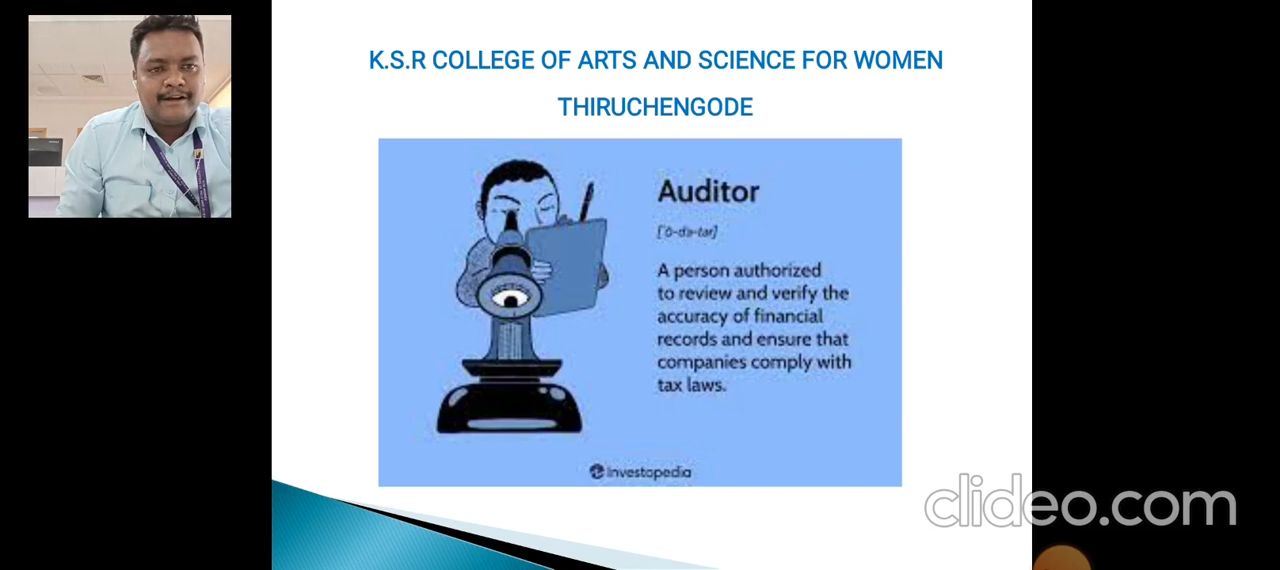 K.S.R COLLEGE OF ARTS AND SCIENCE FOR WOMEN
THIRUCHENGODE
Auditor
[ˈȯ-də-tər]
A person authorized
to review and verify the
accuracy of financial
records and ensure that
companies comply with
tax laws.
Investopedia
clideo.com